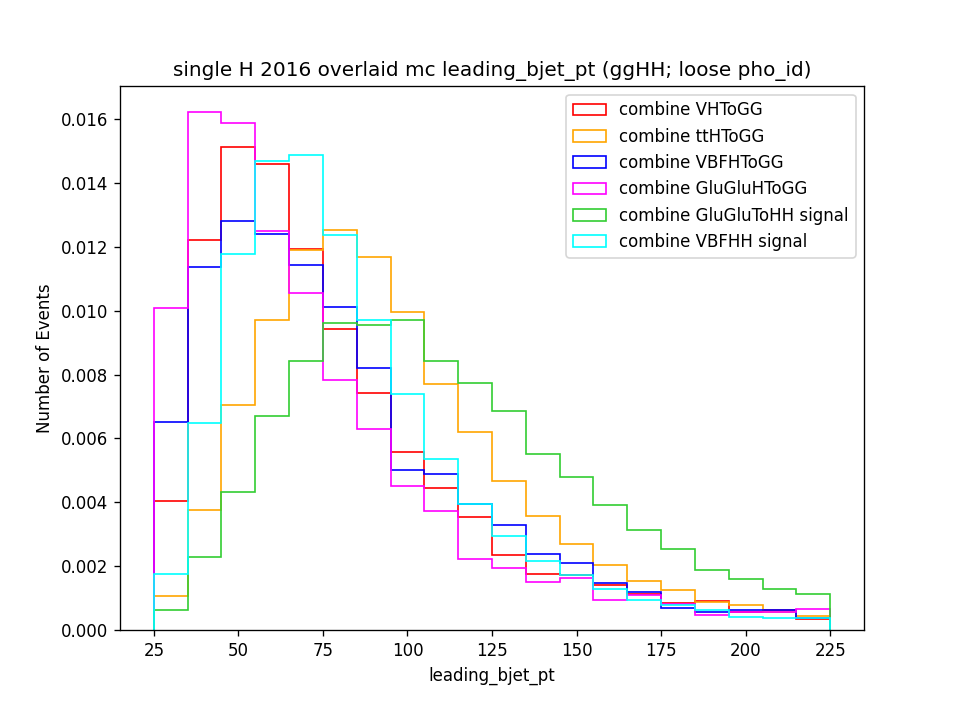 single H 2016 overlaid mc leading_bjet_pt (ggHH; loose pho_id)
combine VHToGG
combine ttHToGG
combine VBFHToGG
combine GluGluHToGG
combine GluGluToHH signal
combine VBFHH signal
Number of Events
0.016
0.014
0.012
0.010
0.008
0.006
0.004
0.002
0.000
25 50 75 100 125 150 175 200 225
leading_bjet_pt